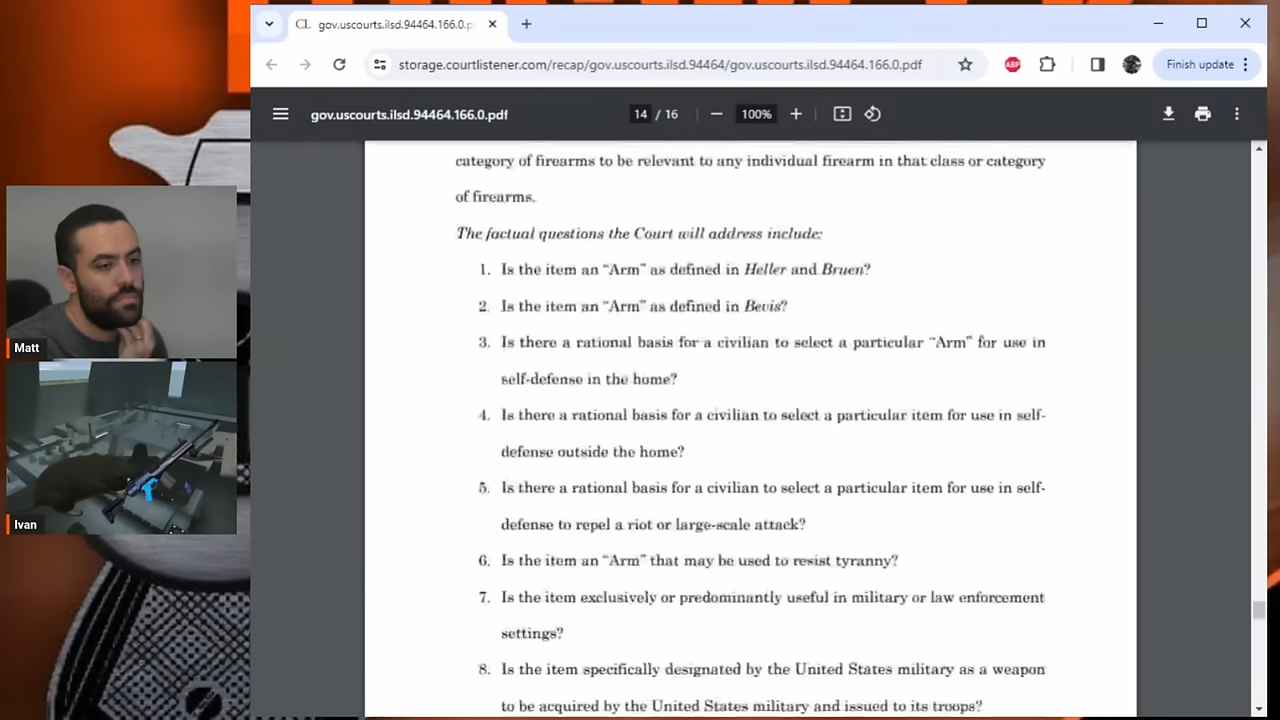 CL gov.uscourts.ilsd.94464.166.0.p
storage.courtlistener.com/recap/gov.uscourts.ilsd.94464/gov.uscourts.ilsd.94464.166.0.pdf
ABP
Finish update
gov.uscourts.ilsd.94464.166.0.pdf
14 / 16
100%
category of firearms to be relevant to any individual firearm in that class or category
of firearms.
The factual questions the Court will address include:
1. Is the item an “Arm” as defined in Heller and Bruen?
2. Is the item an “Arm” as defined in Bevis?
3. Is there a rational basis for a civilian to select a particular “Arm” for use in
self-defense in the home?
4. Is there a rational basis for a civilian to select a particular item for use in self-
defense outside the home?
5. Is there a rational basis for a civilian to select a particular item for use in self-
defense to repel a riot or large-scale attack?
6. Is the item an “Arm” that may be used to resist tyranny?
7. Is the item exclusively or predominantly useful in military or law enforcement
settings?
8. Is the item specifically designated by the United States military as a weapon
to be acquired by the United States military and issued to its troops?
Matt
Ivan